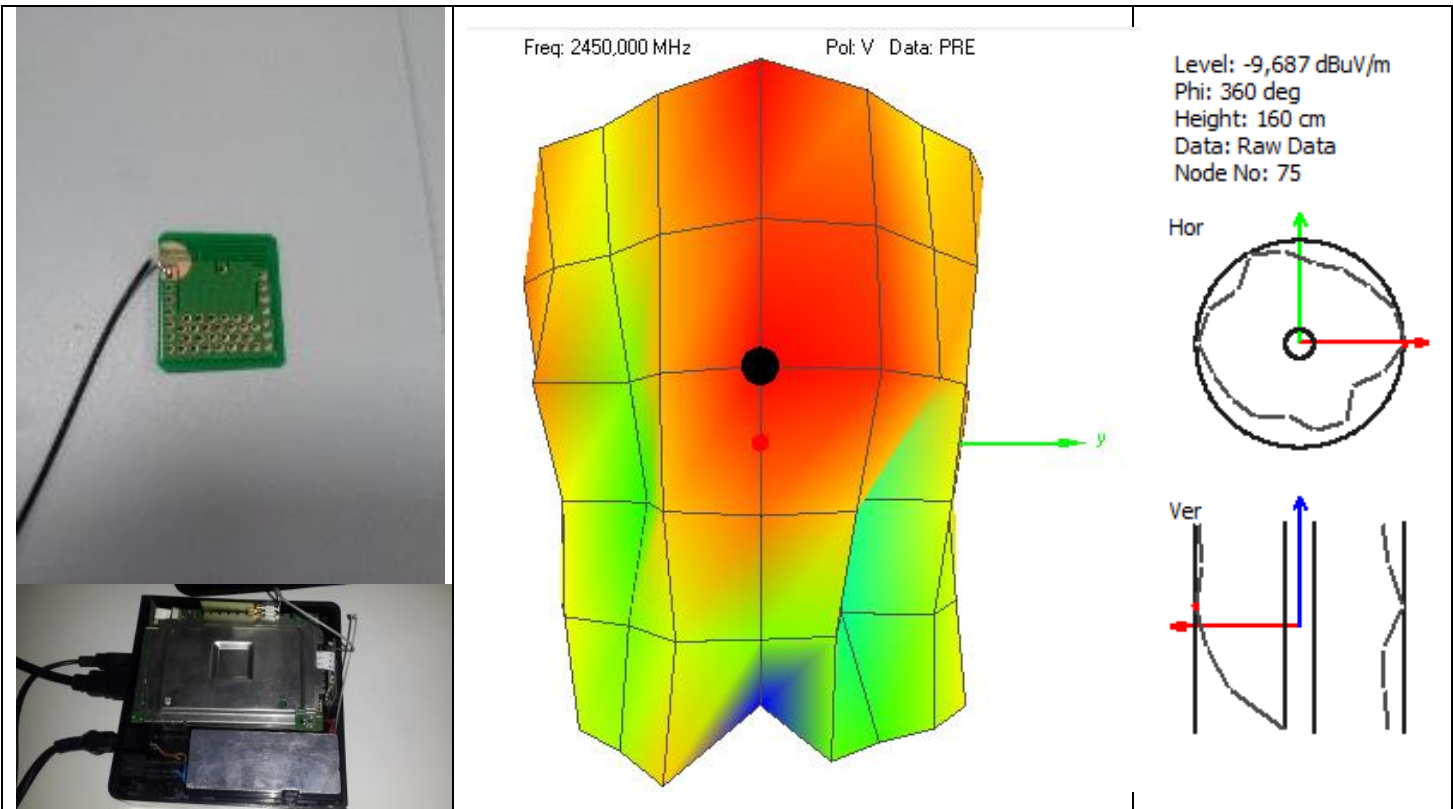 Freq: 2450,000 MHz Pol: V Data: PRE
y
Level: -9,687 dBuV/m
Phi: 360 deg
Height: 160 cm
Data: Raw Data
Node No: 75
Hor
Ver